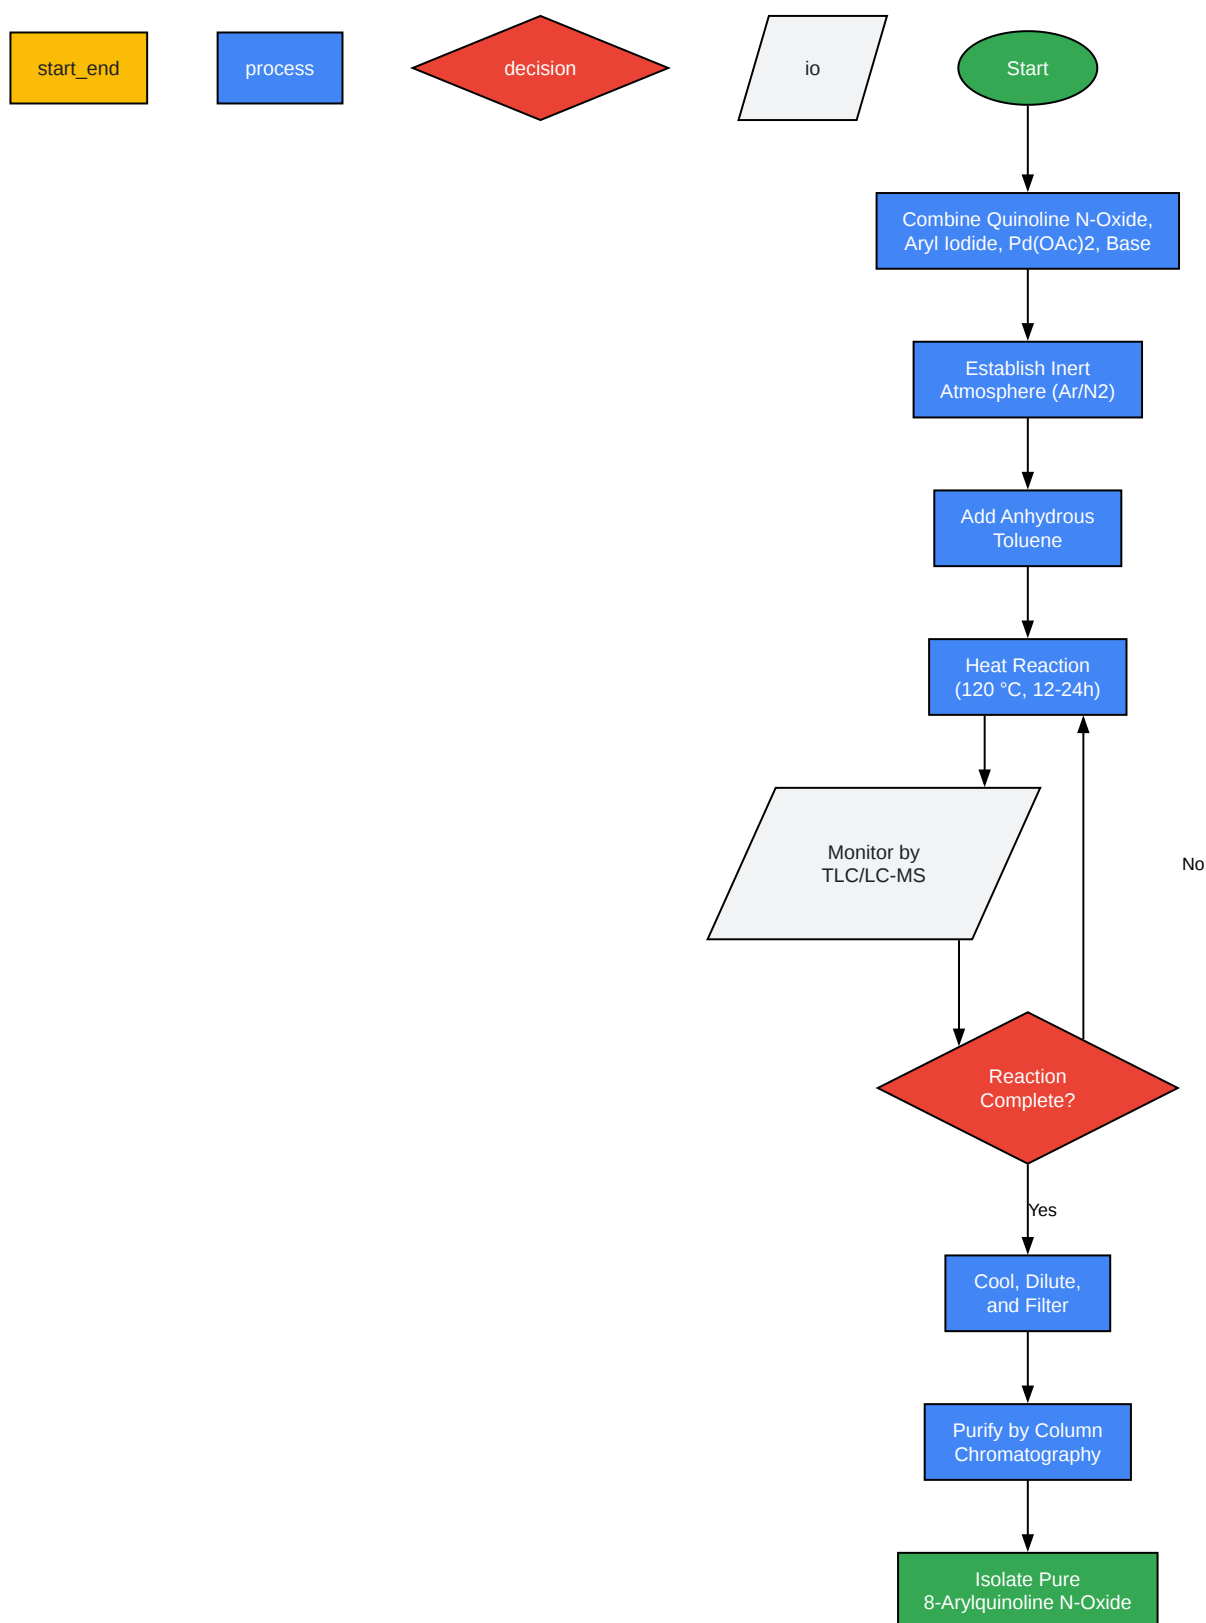 start_end
process
decision
io
Start
Combine Quinoline N-Oxide,
Aryl Iodide, Pd(OAc)2, Base
Establish Inert
Atmosphere (Ar/N2)
Add Anhydrous
Toluene
Heat Reaction
(120 °C, 12-24h)
Monitor by
TLC/LC-MS
No
Reaction
Complete?
Yes
Cool, Dilute,
and Filter
Purify by Column
Chromatography
Isolate Pure
8-Arylquinoline N-Oxide